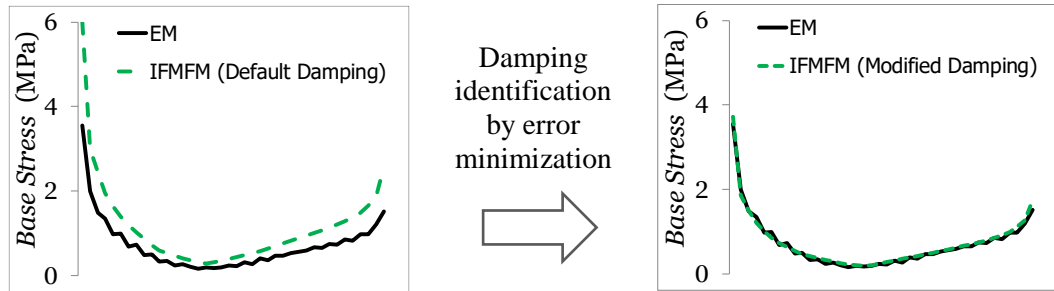 6
4
2
0
Base Stress (MPa)
EM
IFMFM (Default Damping)
Damping
identification
by error
minimization
6
4
2
0
Base Stress (MPa)
EM
IFMFM (Modified Damping)